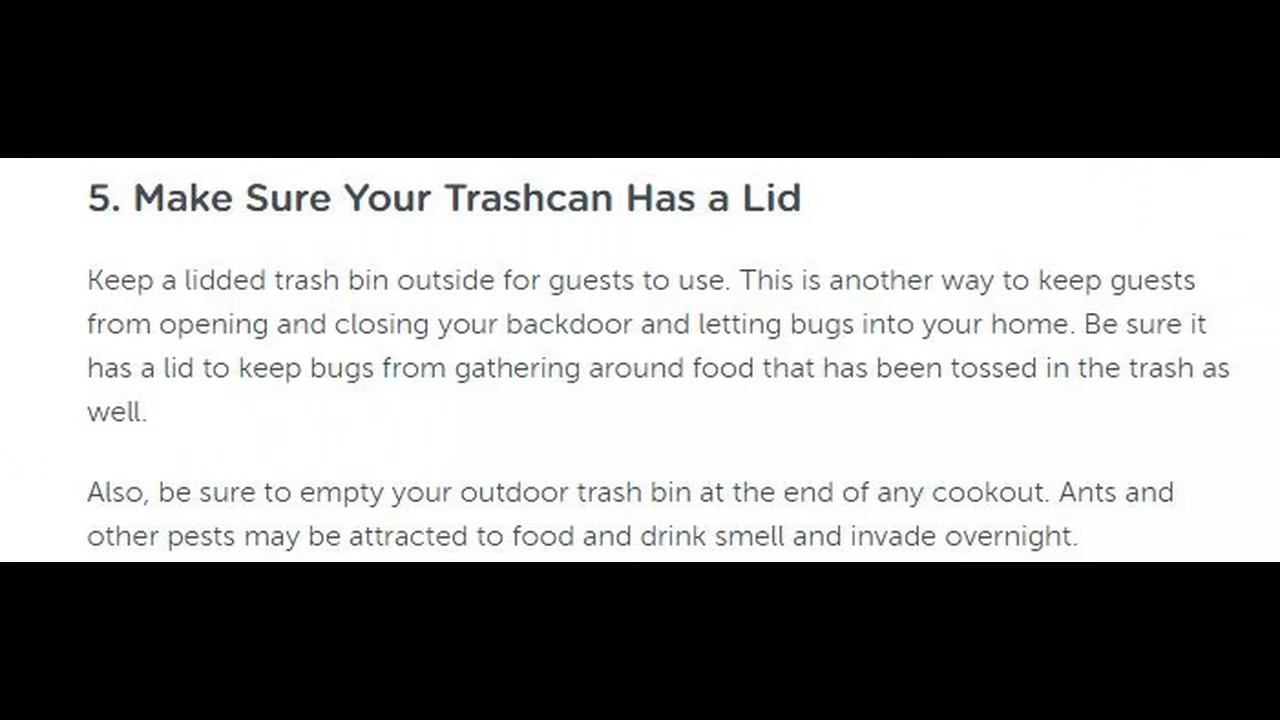 5. Make Sure Your Trashcan Has a Lid
Keep a lidded trash bin outside for guests to use. This is another way to keep guests
from opening and closing your backdoor and letting bugs into your home. Be sure it
has a lid to keep bugs from gathering around food that has been tossed in the trash as
well.
Also, be sure to empty your outdoor trash bin at the end of any cookout. Ants and
other pests may be attracted to food and drink smell and invade overnight.